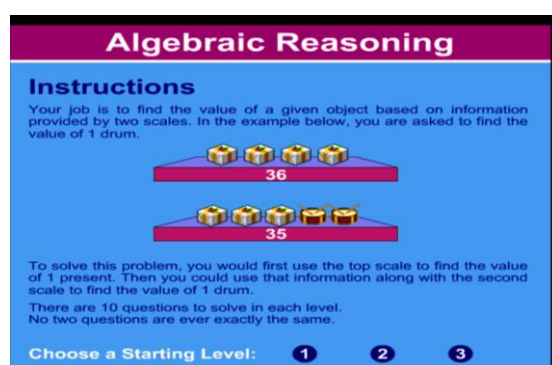 Algebraic Reasoning
Instructions
Your job is to find the value of a given object based on information
provided by two scales. In the example below, you are asked to find the
value of 1 drum.
36
35
To solve this problem, you would first use the top scale to find the value
of 1 present. Then you could use that information along with the second
scale to find the value of 1 drum.
There are 10 questions to solve in each level.
No two questions are ever exactly the same.
Choose a Starting Level: 1 2 3